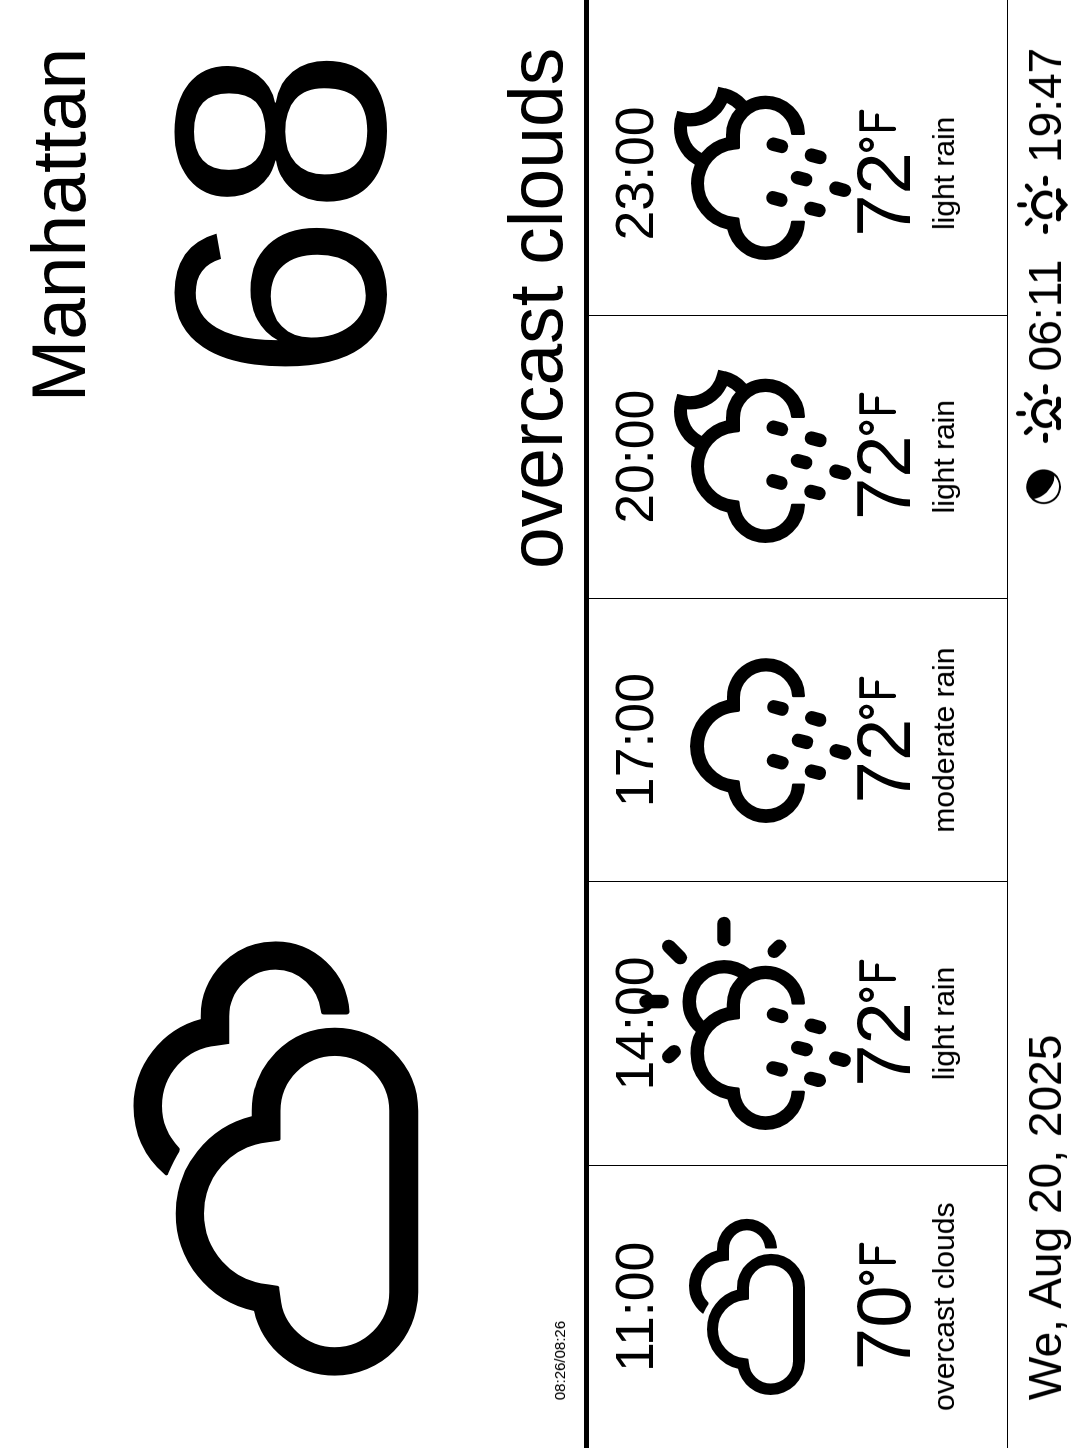 Manhattan
68
overcast clouds
08:26/08:26
11:00
70°F
overcast clouds
14:00
72°F
light rain
17:00
72°F
moderate rain
20:00
72°F
light rain
23:00
72°F
light rain
We, Aug 20, 2025
06:11
19:47